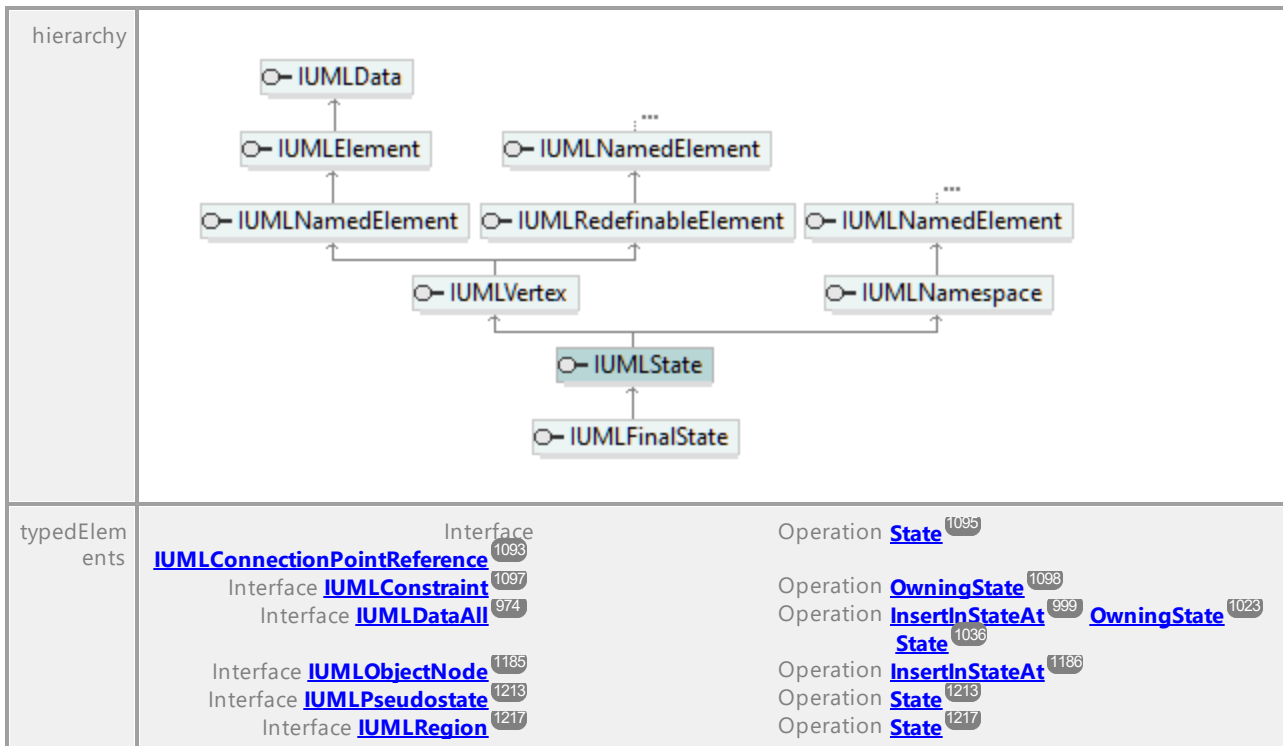 hierarchy
IUMLData
...
IUMLElement IUMLNamedElement
...
IUMLNamedElement IUMLRedefinableElement IUMLNamedElement
IUMLVertex IUMLNamespace
IUMLState
IUMLFinalState
typedElem
ents
Interface Operation State 1095
IUMLConnectionPointReference 1093
Interface IUMLConstraint 1097 Operation OwningState 1098
Interface IUMLDataAll 974 Operation InsertInStateAt 999 OwningState 1023
State 1036
Interface IUMLObjectNode 1185 Operation InsertInStateAt 1186
Interface IUMLPseudostate 1213 Operation State 1213
Interface IUMLRegion 1217 Operation State 1217